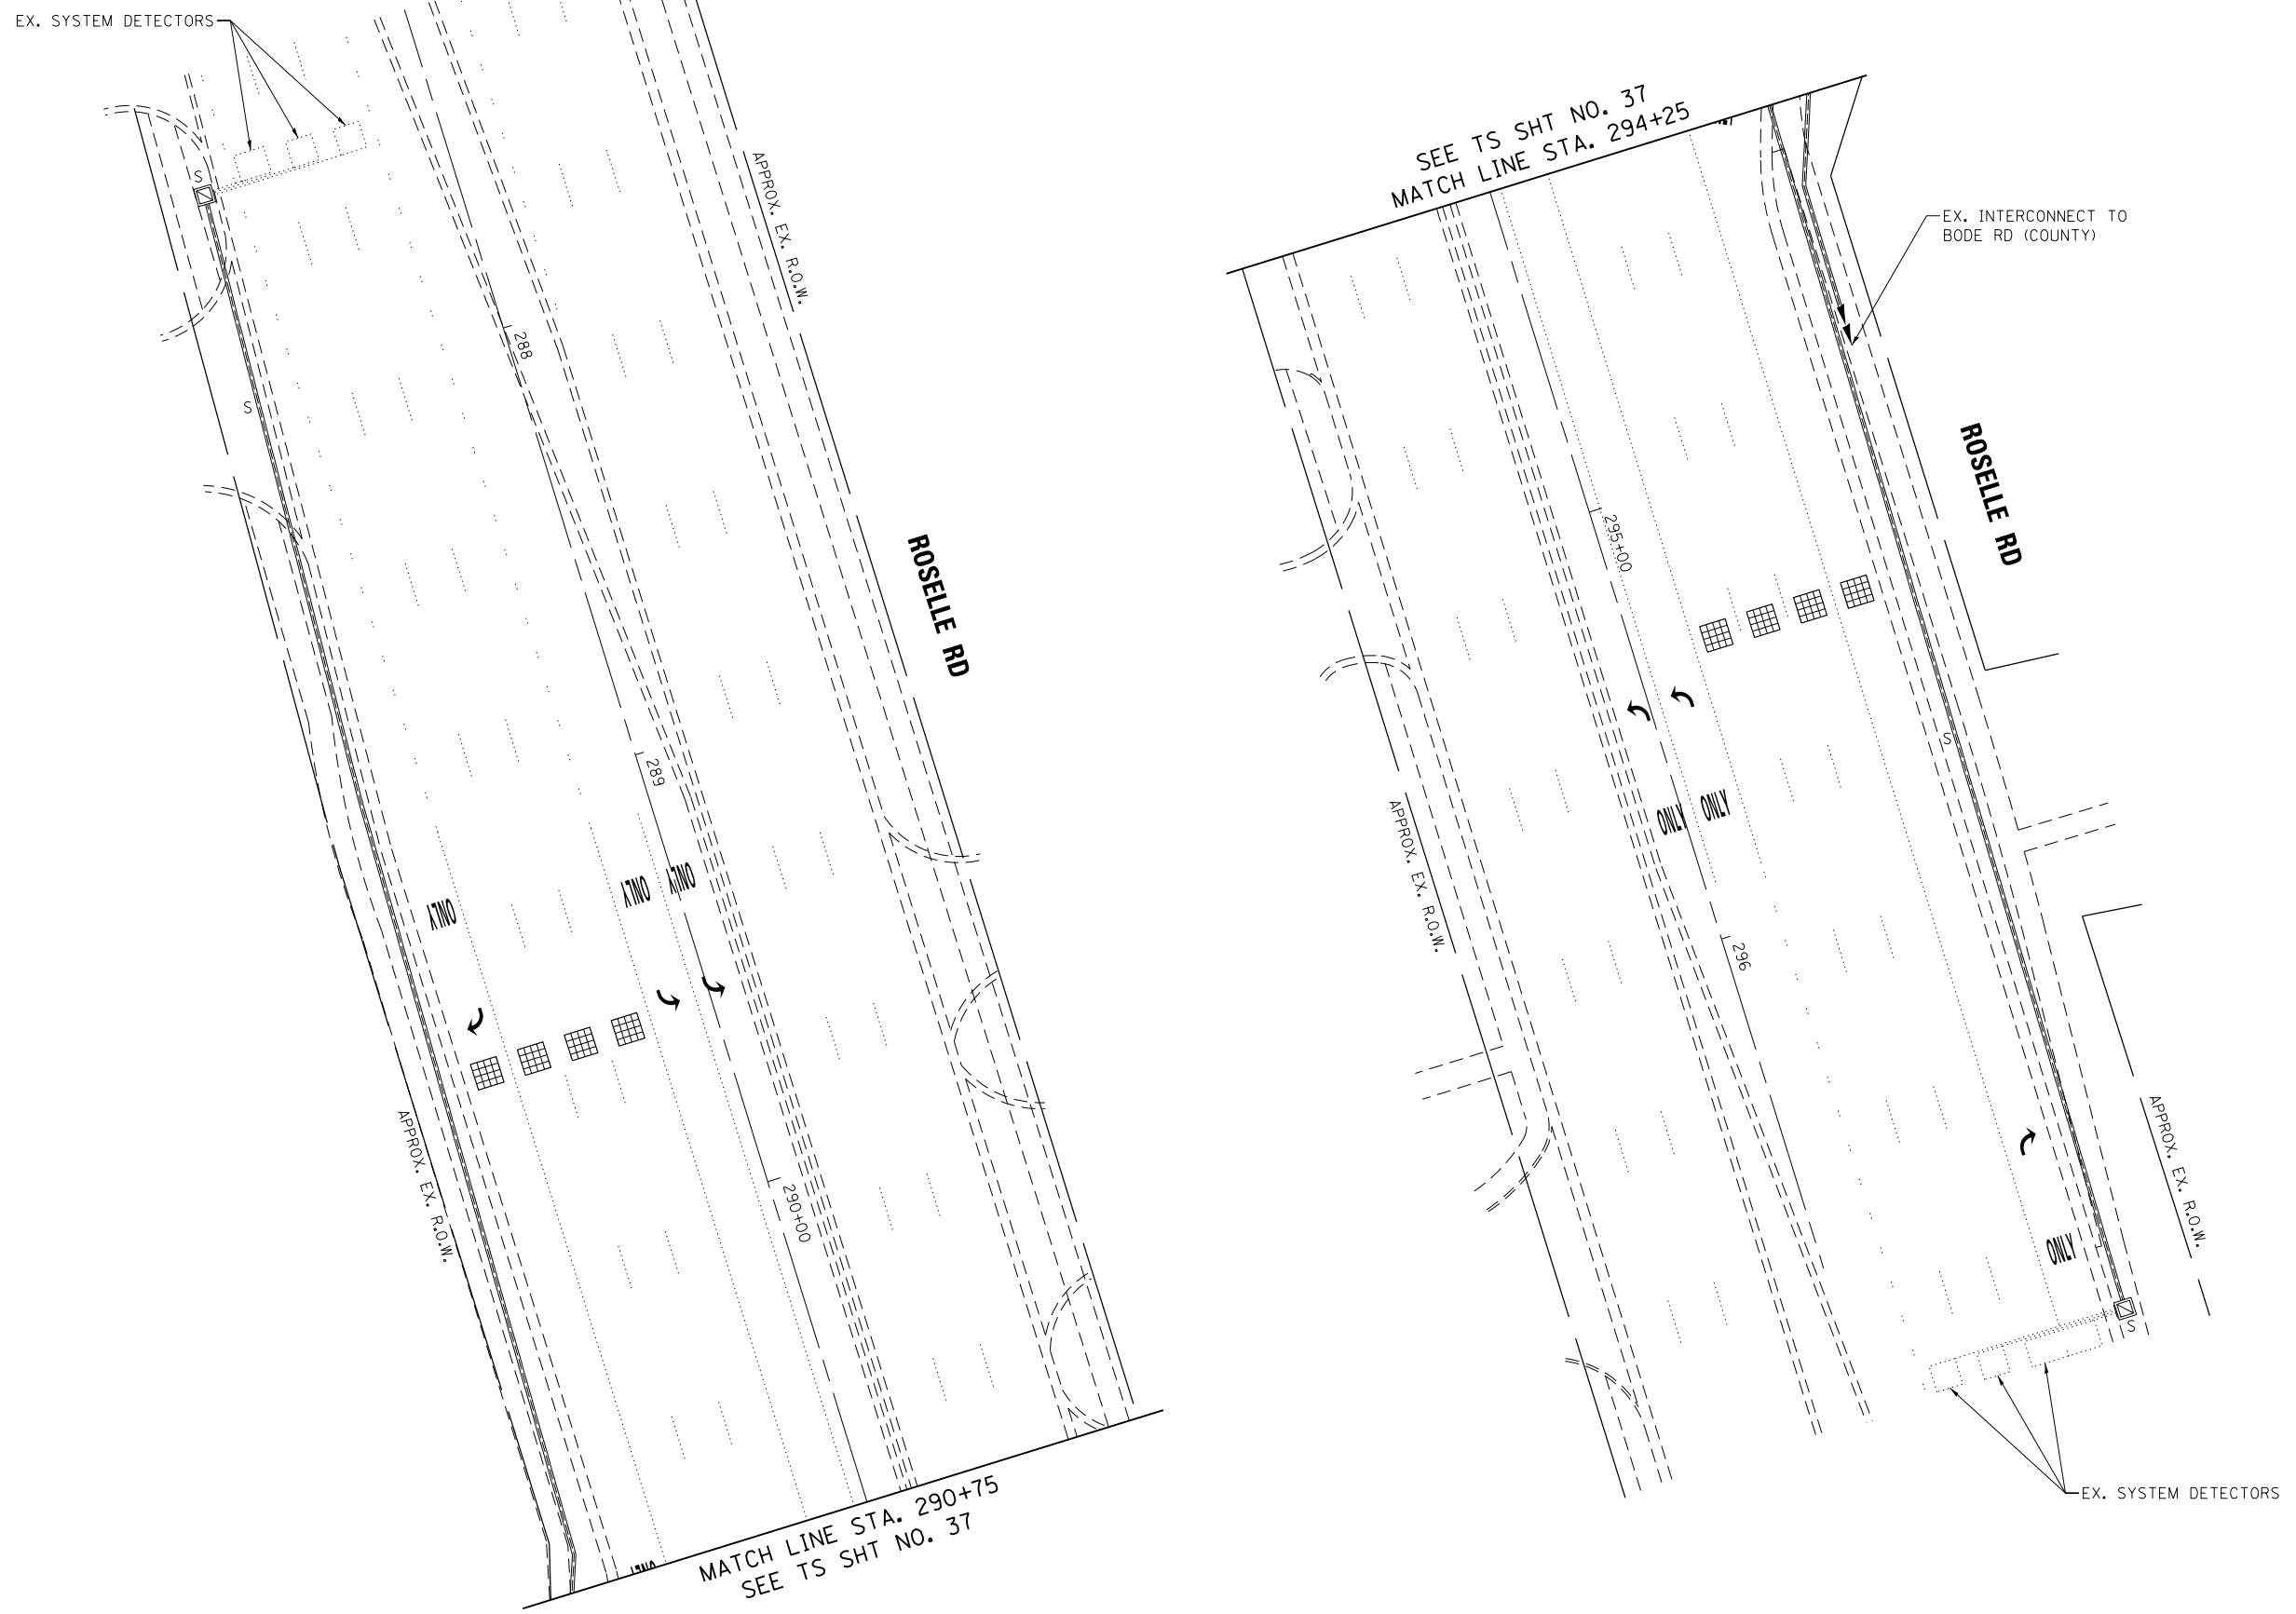 EX. SYSTEM DETECTORS
S
S
288
APPROX. EX. R.O.W.
ROSELLE RD
289
ONLY
ONLY
ONLY
290+00
APPROX. EX. R.O.W.
MATCH LINE STA. 290+75
SEE TS SHT NO. 37
SEE TS SHT NO. 37
MATCH LINE STA. 294+25
EX. INTERCONNECT TO
BODE RD (COUNTY)
ROSELLE RD
295+00
S
ONLY
ONLY
APPROX. EX. R.O.W.
296
APPROX. EX. R.O.W.
ONLY
S
EX. SYSTEM DETECTORS